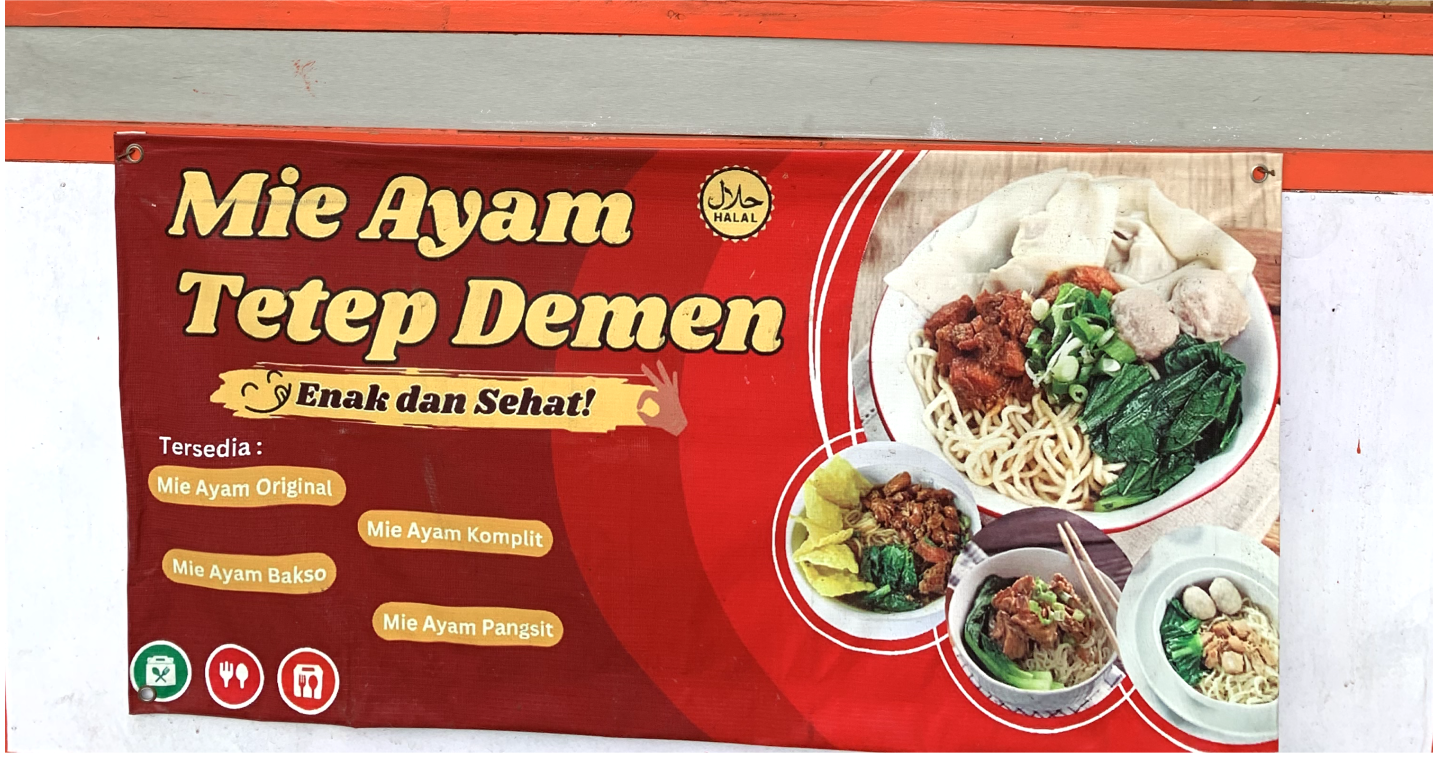 Mie Ayam
Tetep Demen
حلال
HALAL
Enak dan Sehat!
Tersedia :
Mie Ayam Original
Mie Ayam Komplit
Mie Ayam Bakso
Mie Ayam Pangsit